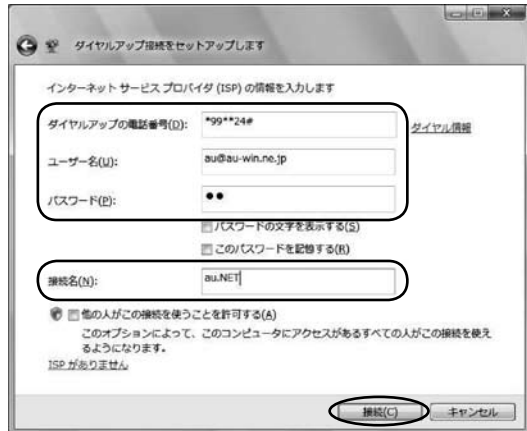 ダイヤルアップ接続をセットアップします
インターネット サービス プロバイダ (ISP) の情報を入力します
ダイヤルアップの電話番号(D): *99**24# ダイヤル情報
ユーザー名(U): au@au-win.ne.jp
パスワード(P): ●●
パスワードの文字を表示する(S)
このパスワードを記憶する(R)
接続名(N): au.NET
他の人がこの接続を使うことを許可する(A)
このオプションによって、このコンピュータにアクセスがあるすべての人がこの接続を使え
るようになります。
ISP がありません
接続(C) キャンセル